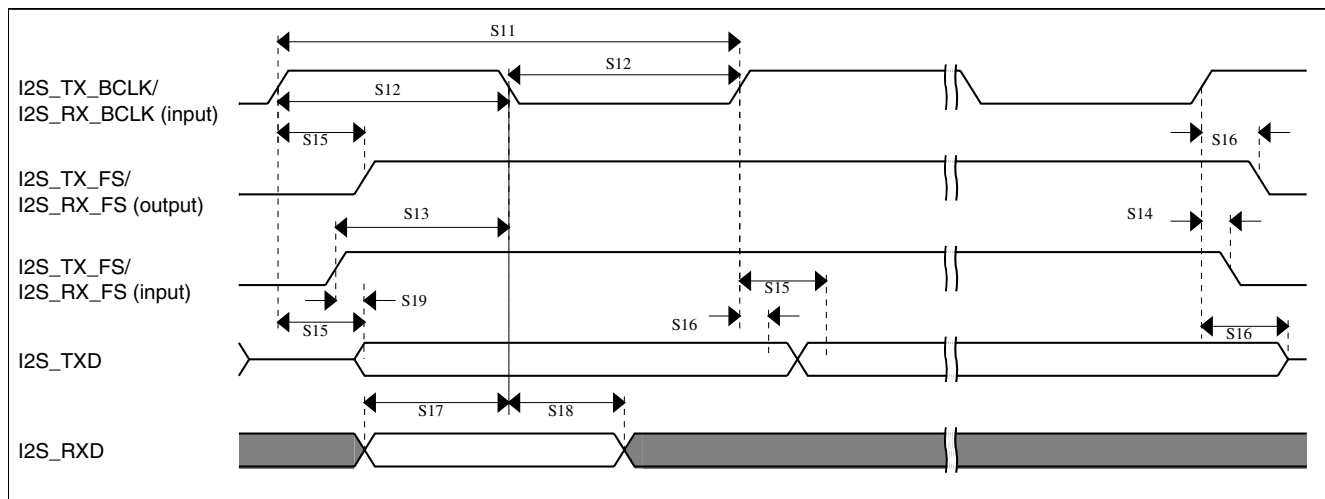 S11
S12
I2S_TX_BCLK/
I2S_RX_BCLK (input)
S12
S15
S16
I2S_TX_FS/
I2S_RX_FS (output)
S13
S14
I2S_TX_FS/
I2S_RX_FS (input)
S15
S19
S16
S15
S16
I2S_TXD
S17
S18
I2S_RXD